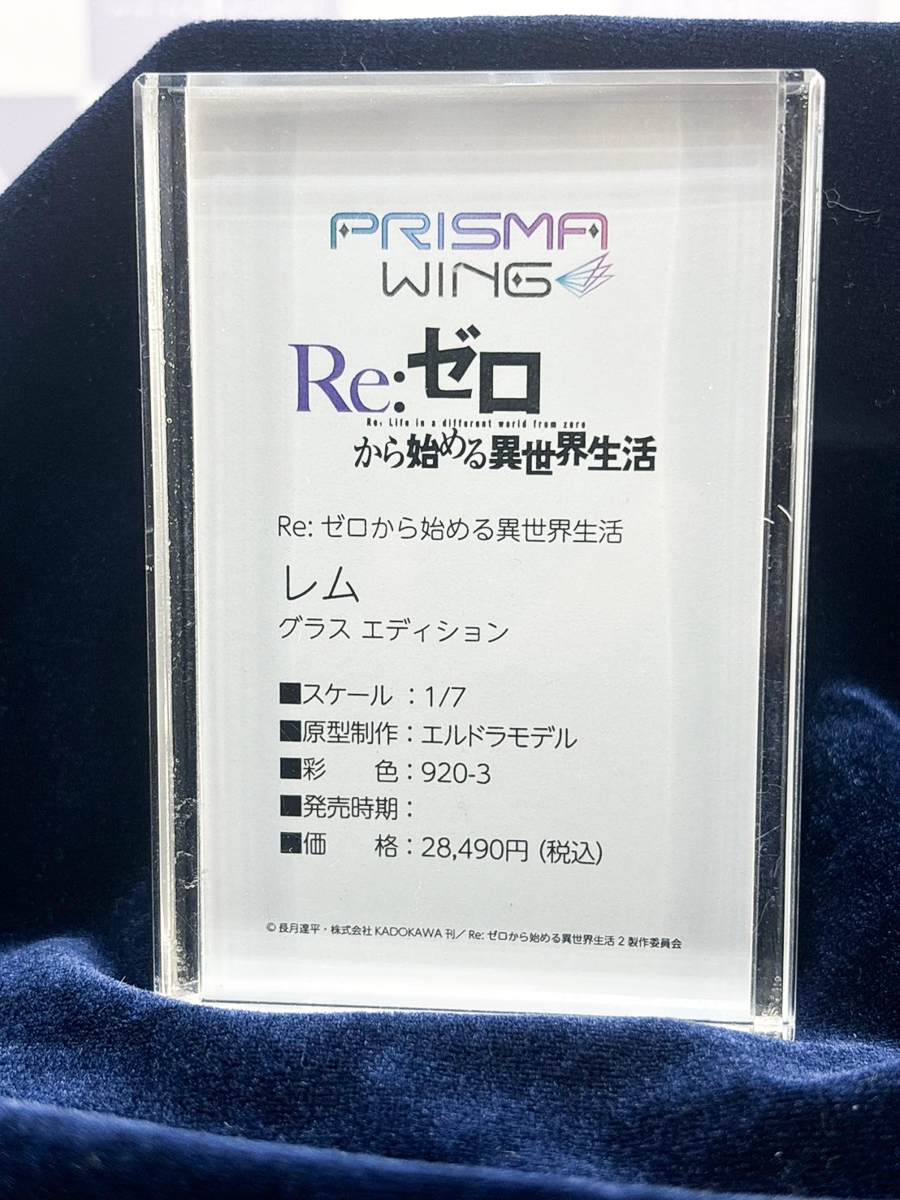 PRISMA
WING
Re:ゼロ
Re: Life in a different world from zero
から始める異世界生活
Re: ゼロから始める異世界生活
レム
グラス エディション
■スケール：1/7
■原型制作：エルドラモデル
■彩　　色：920-3
■発売時期：
■価　　格：28,490円 (税込)
© 長月達平・株式会社KADOKAWA刊／Re: ゼロから始める異世界生活 2 製作委員会